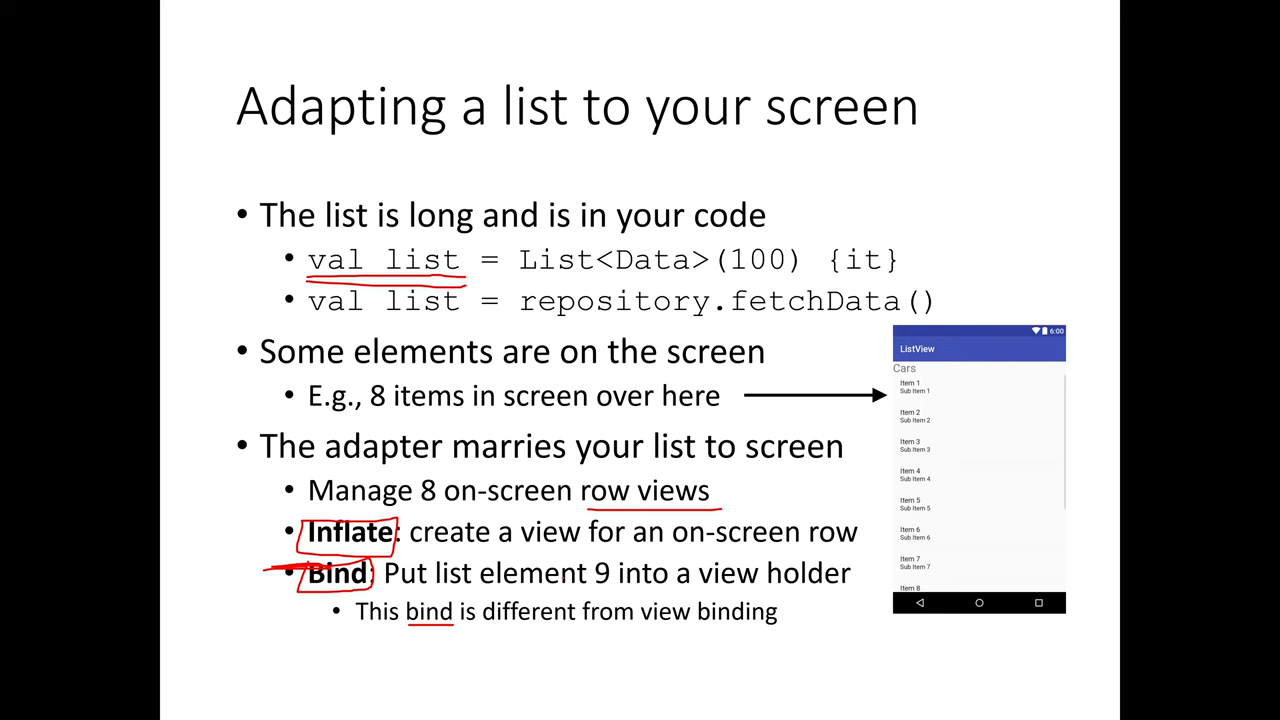 Adapting a list to your screen
• The list is long and is in your code
• val list = List<Data>(100) {it}
• val list = repository.fetchData()
• Some elements are on the screen
• E.g., 8 items in screen over here
• The adapter marries your list to screen
• Manage 8 on-screen row views
• Inflate: create a view for an on-screen row
• Bind: Put list element 9 into a view holder
• This bind is different from view binding
6:00
ListView
Cars
Item 1
Sub Item 1
Item 2
Sub Item 2
Item 3
Sub Item 3
Item 4
Sub Item 4
Item 5
Sub Item 5
Item 6
Sub Item 6
Item 7
Sub Item 7
Item 8